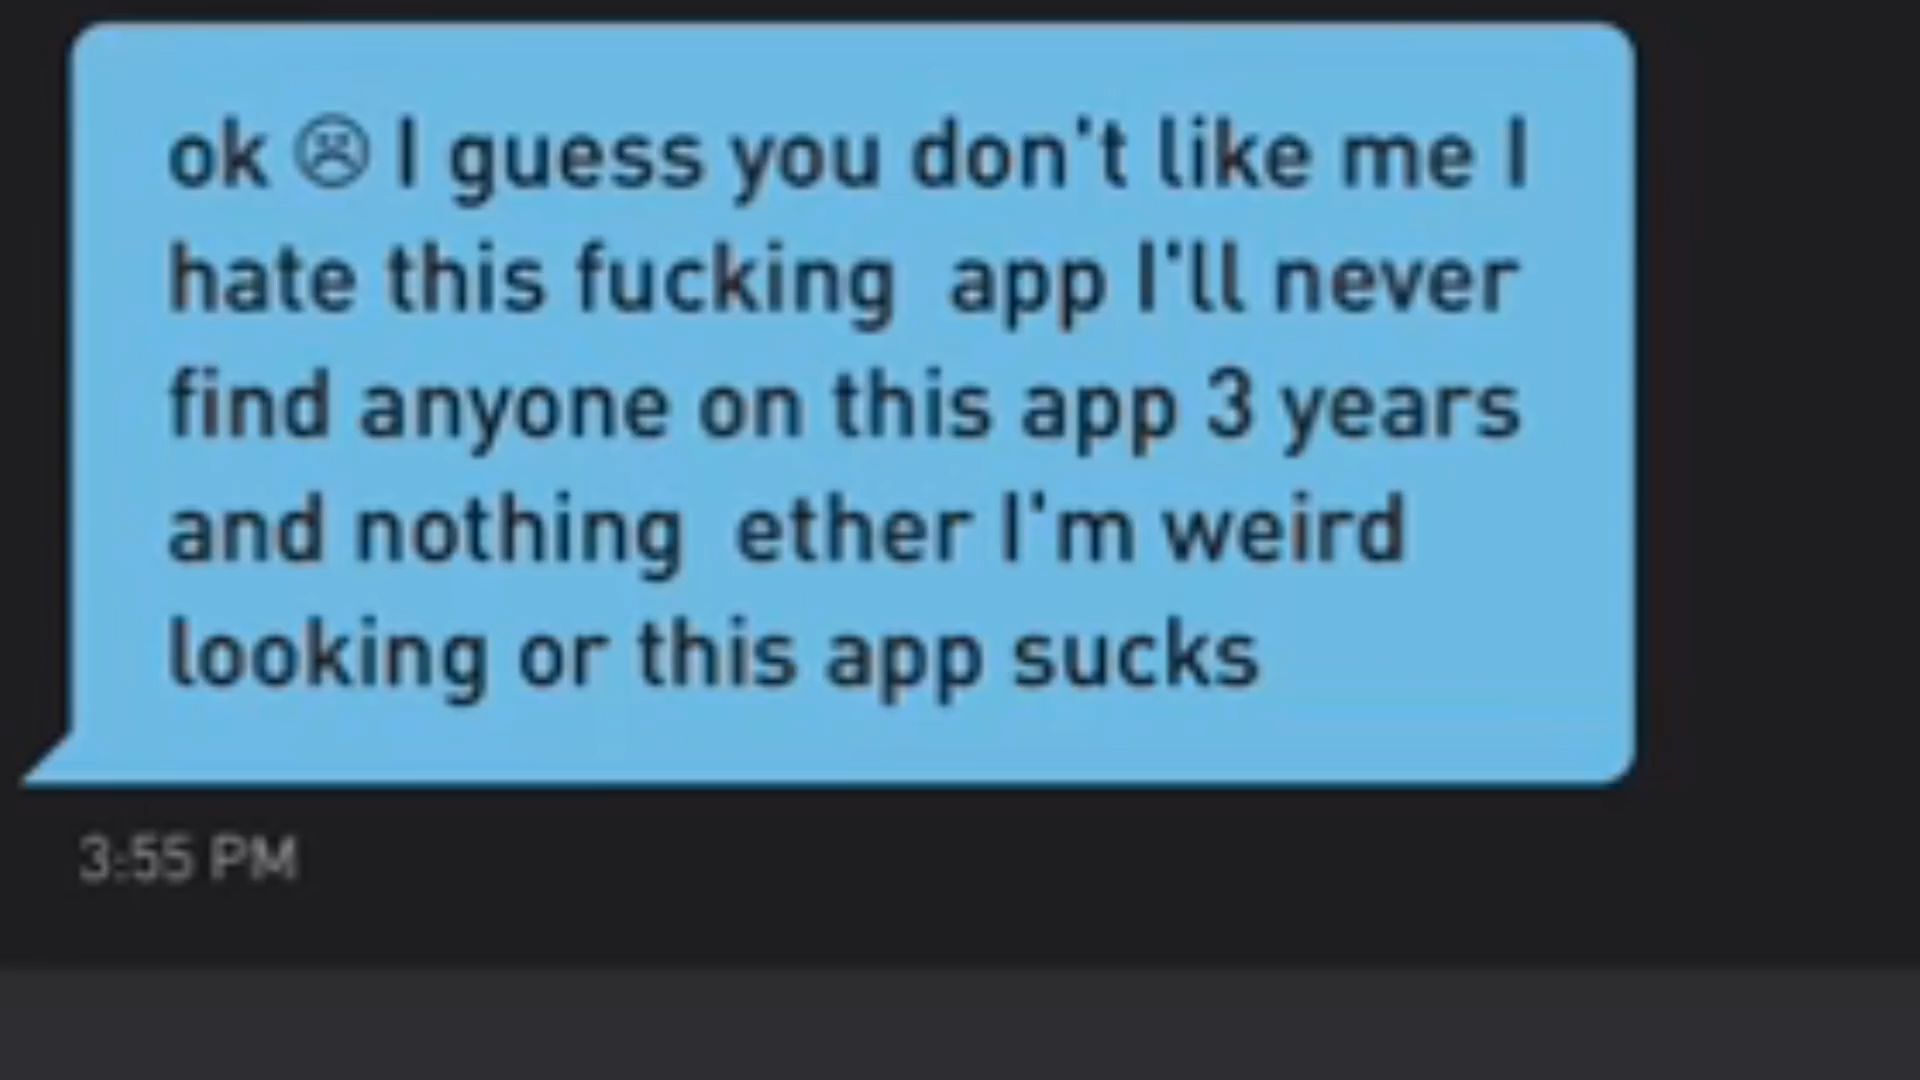 ok ☹ I guess you don't like me I
hate this fucking  app I'll never
find anyone on this app 3 years
and nothing  ether I'm weird
looking or this app sucks
3:55 PM